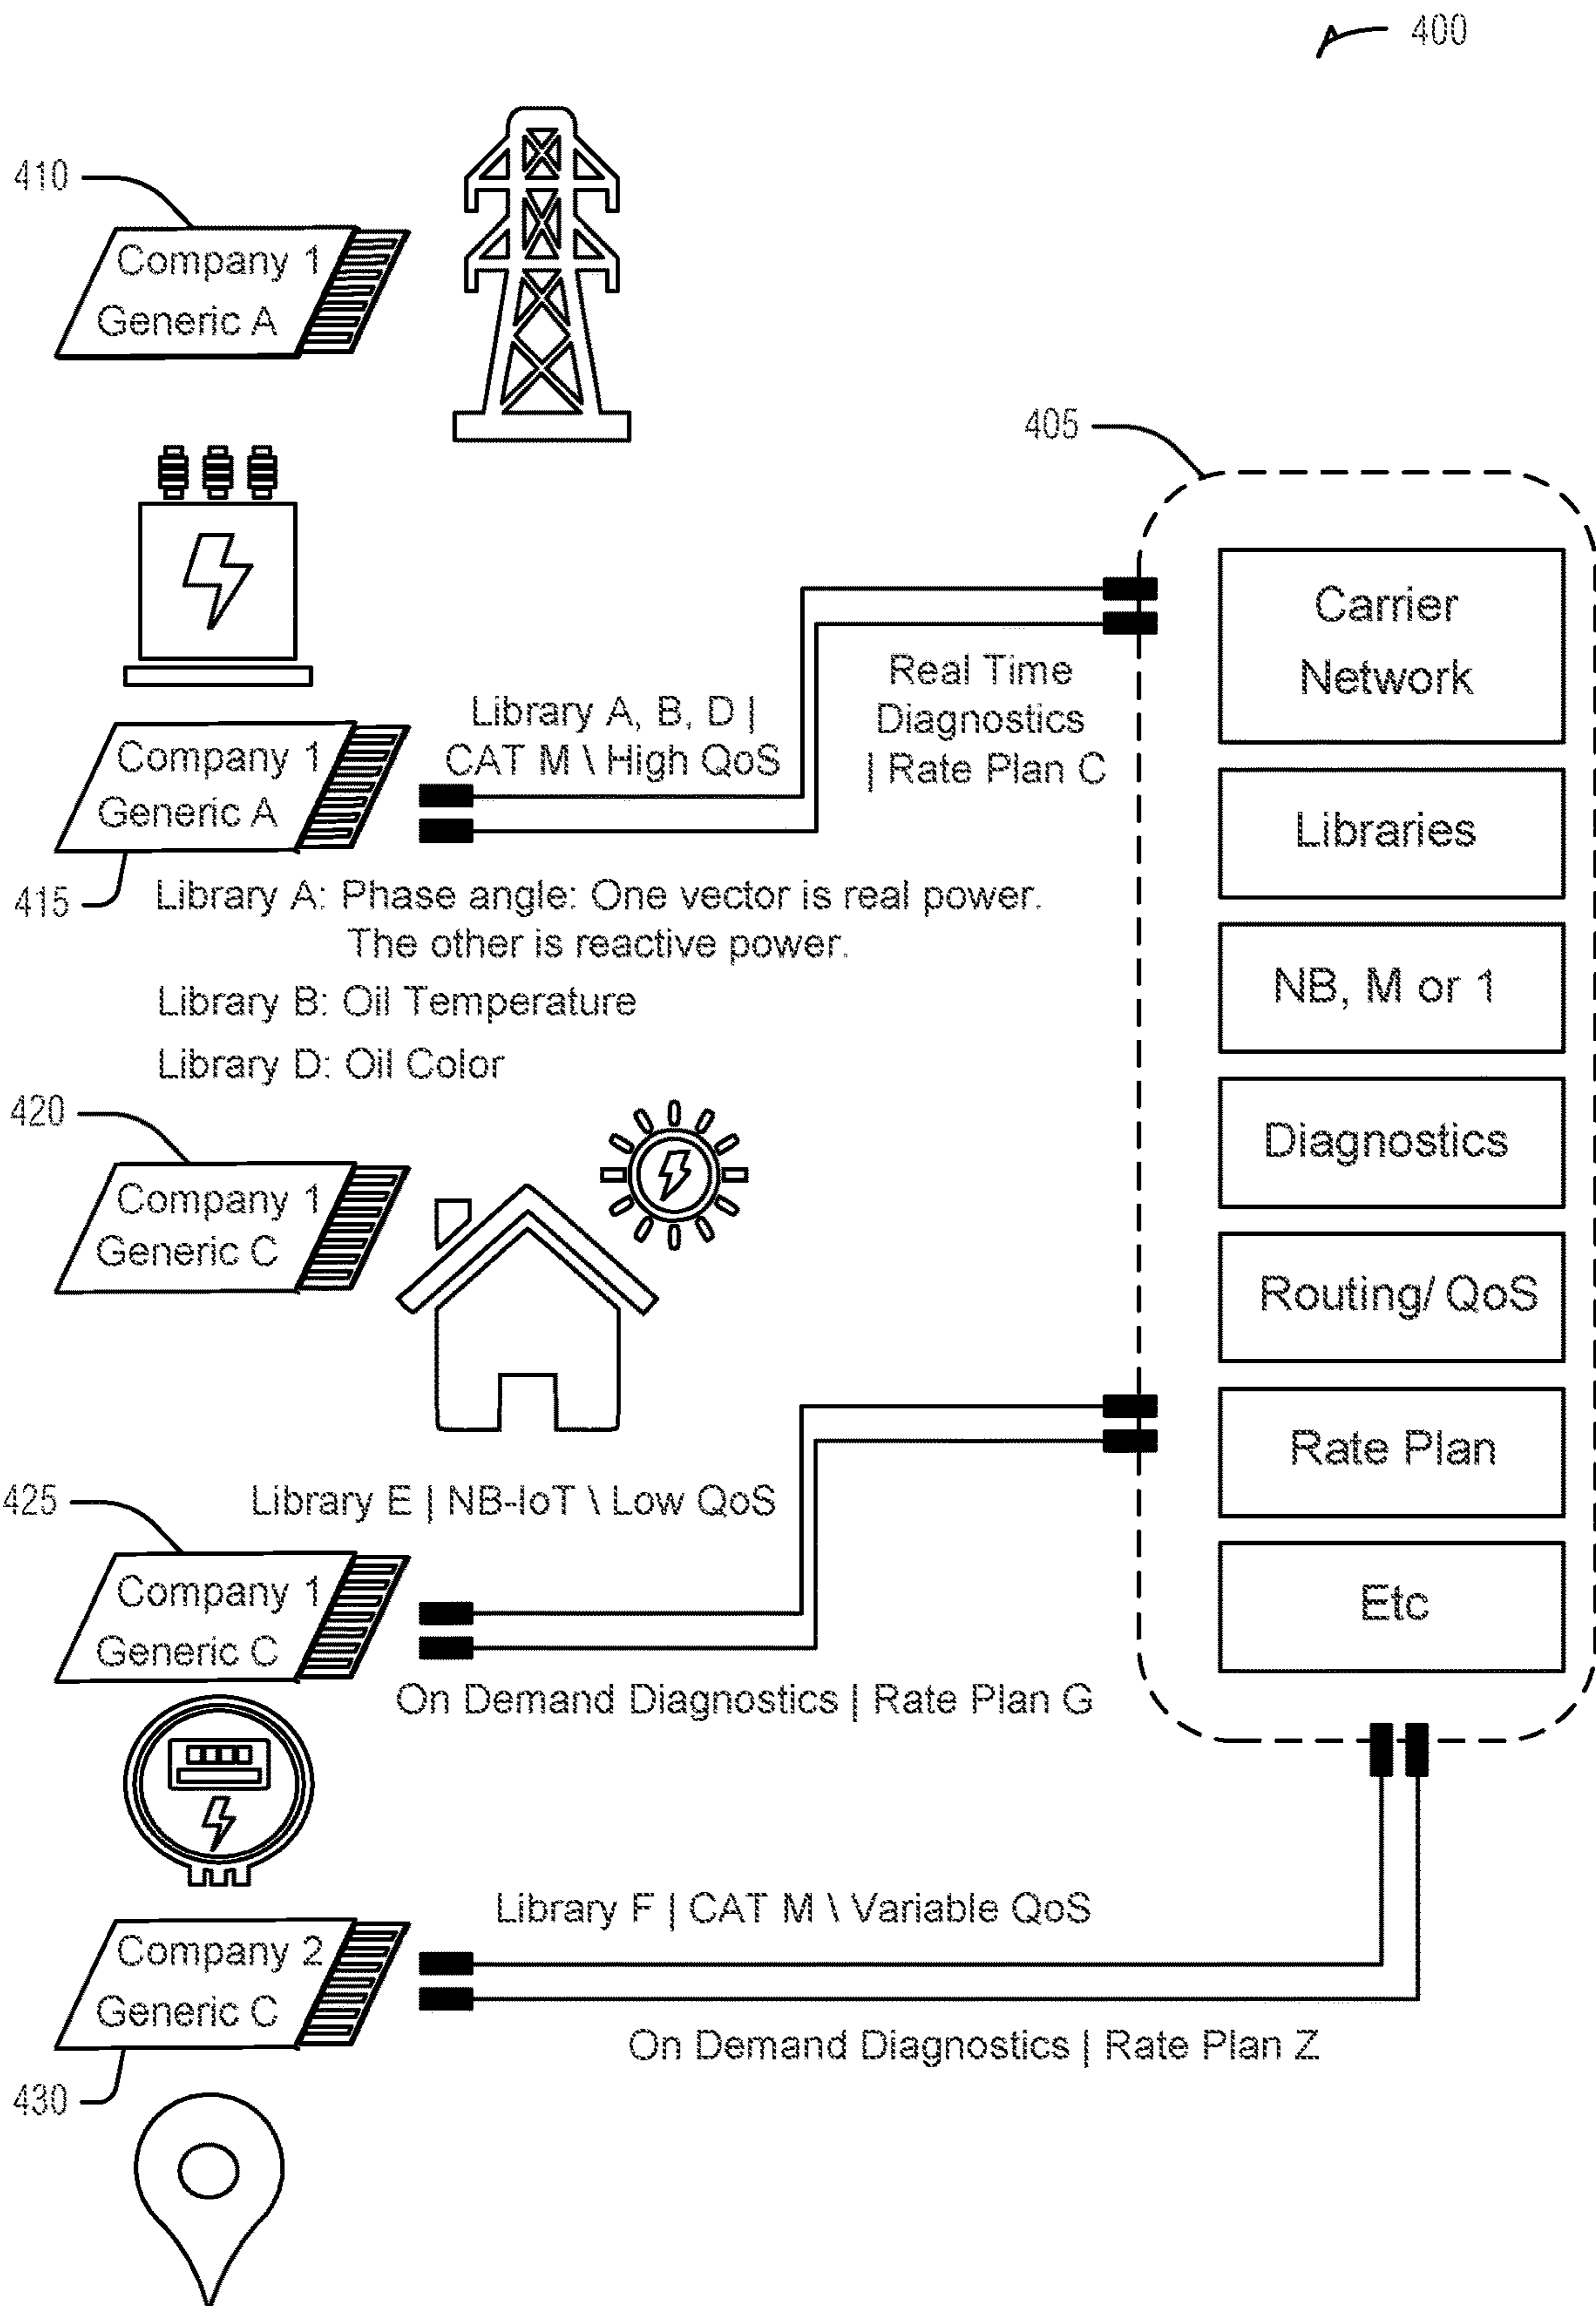 400
410
Company 1
Generic A
405
Carrier
Network
Real Time
Diagnostics
| Rate Plan C
Library A, B, D |
CAT M \ High QoS
Company 1
Generic A
415
Library A: Phase angle: One vector is real power.
The other is reactive power.
Library B: Oil Temperature
Library D: Oil Color
Libraries
NB, M or 1
Diagnostics
Routing/ QoS
Rate Plan
Etc
420
Company 1
Generic C
425
Library E | NB-IoT \ Low QoS
Company 1
Generic C
On Demand Diagnostics | Rate Plan G
Library F | CAT M \ Variable QoS
Company 2
Generic C
On Demand Diagnostics | Rate Plan Z
430